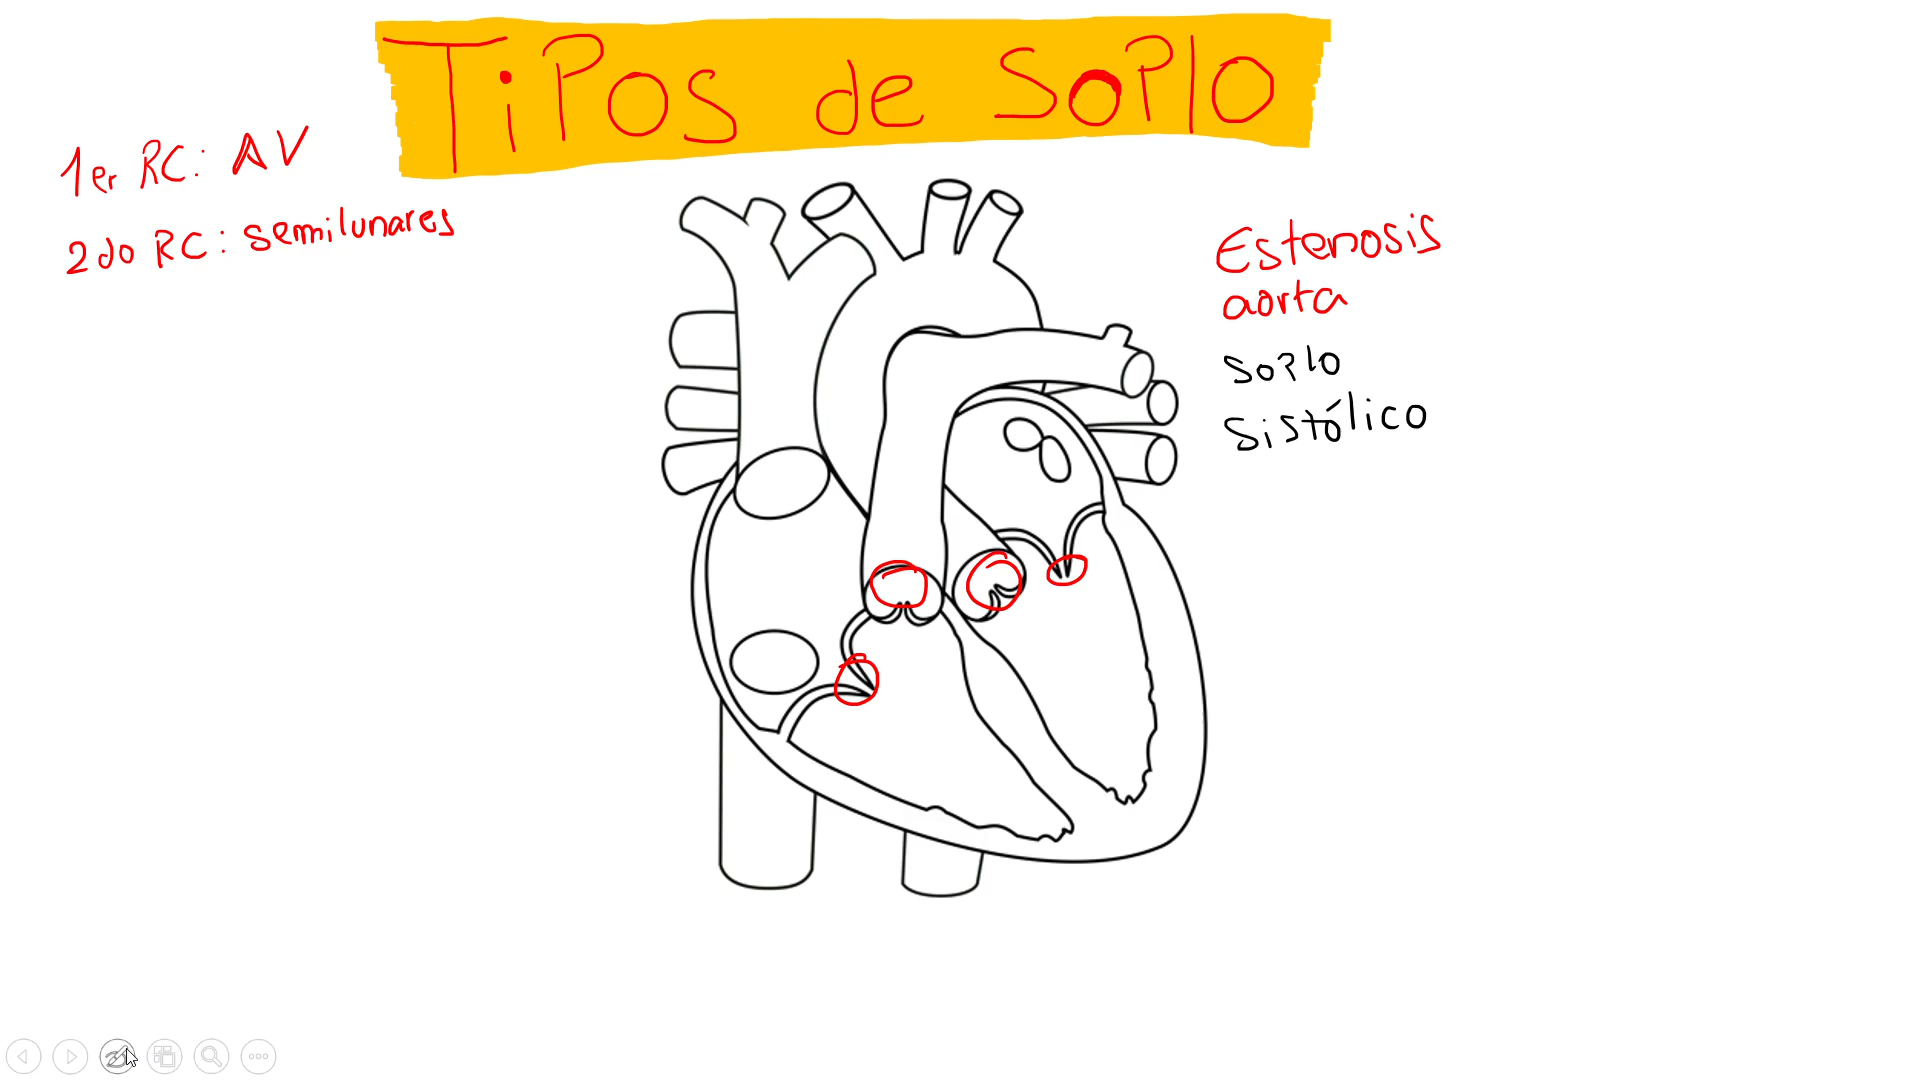 TiPOS de SOPlO
1er RC: AV
2do RC: semilunares
Estenosis
aorta
SOPlO
Sistólico